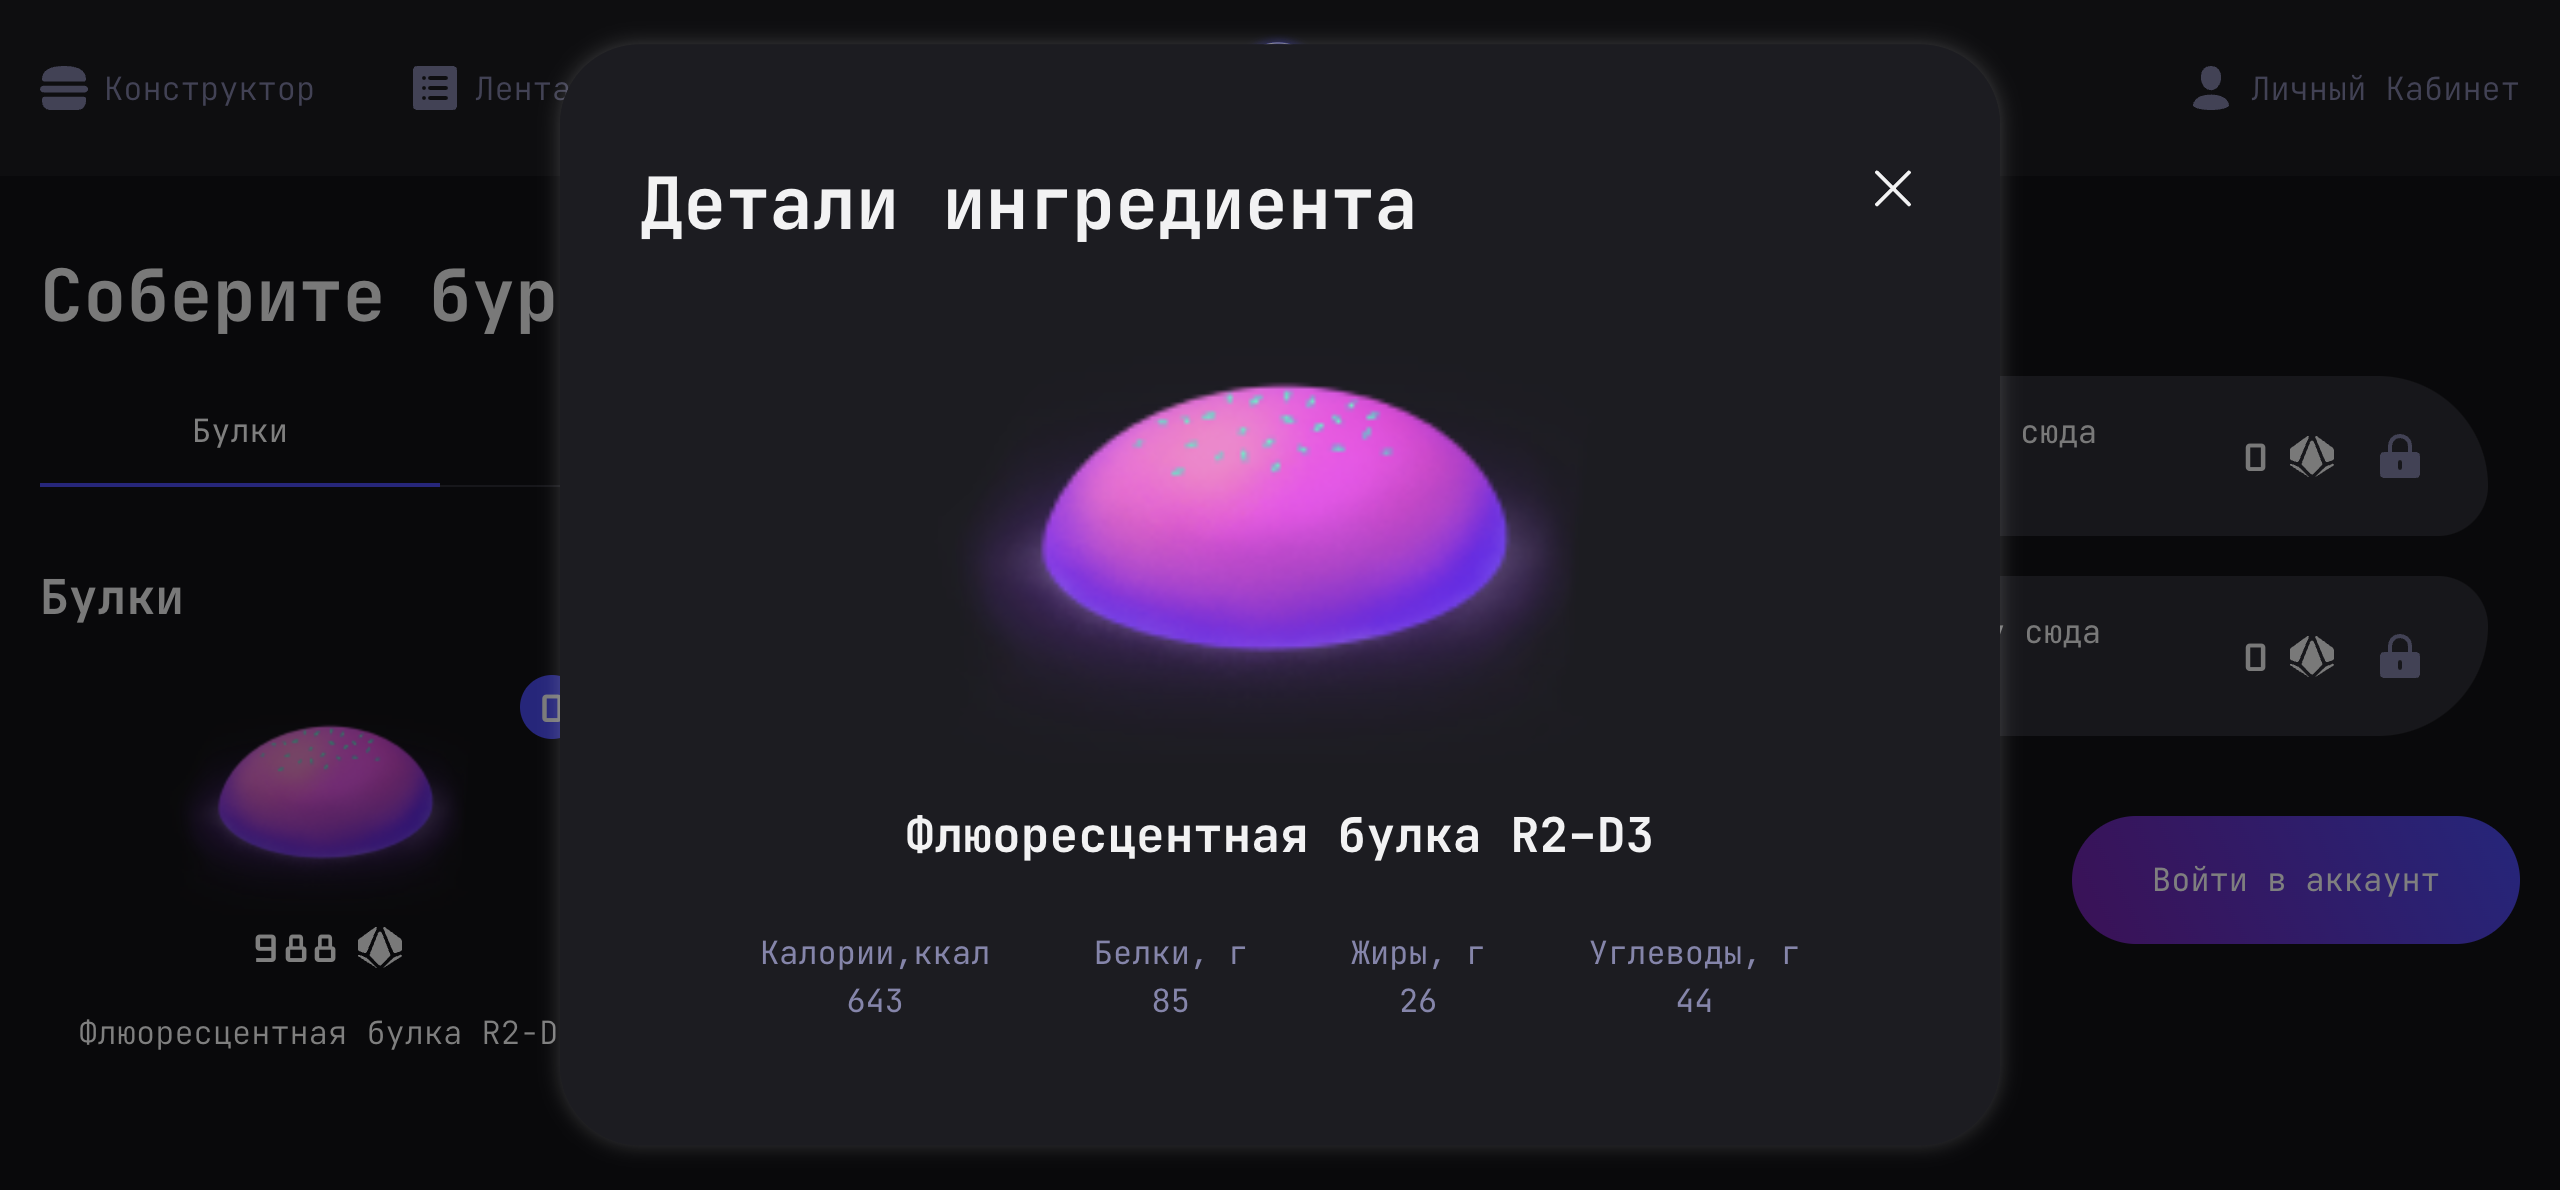 Конструктор
Лента
Личный Кабинет
Детали ингредиента
Соберите бур
Булки
сюда
0
Булки
сюда
0
0
Флюоресцентная булка R2-D3
Войти в аккаунт
988
Калории,ккал Белки, г Жиры, г Углеводы, г
643 85 26 44
Флюоресцентная булка R2-D